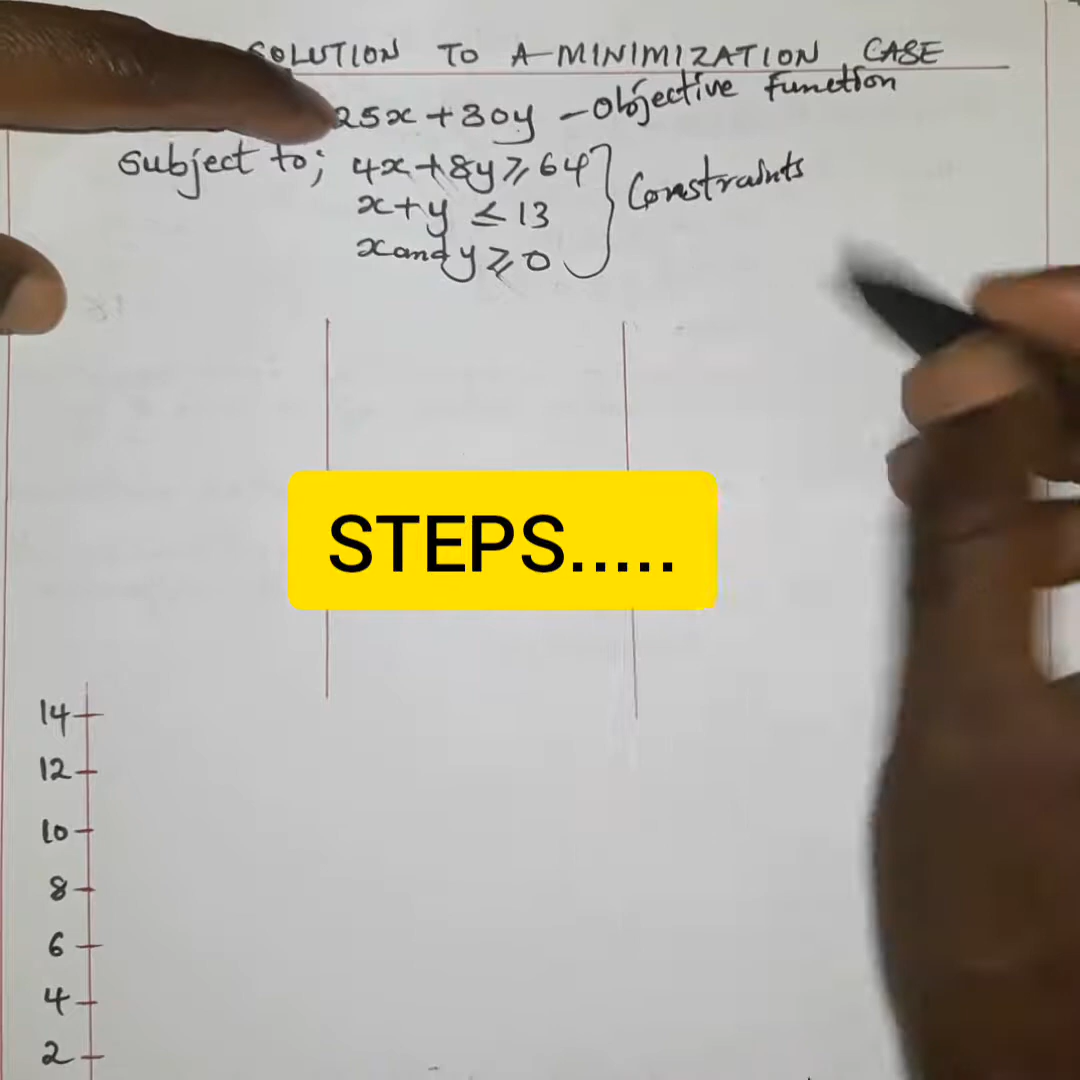 SOLUTION TO A MINIMIZATION CASE
25x + 30y - Objective Function
Subject to; 4x + 8y ≥ 64
x + y ≤ 13
x and y ≥ 0
Constraints
STEPS.....
14
12
10
8
6
4
2